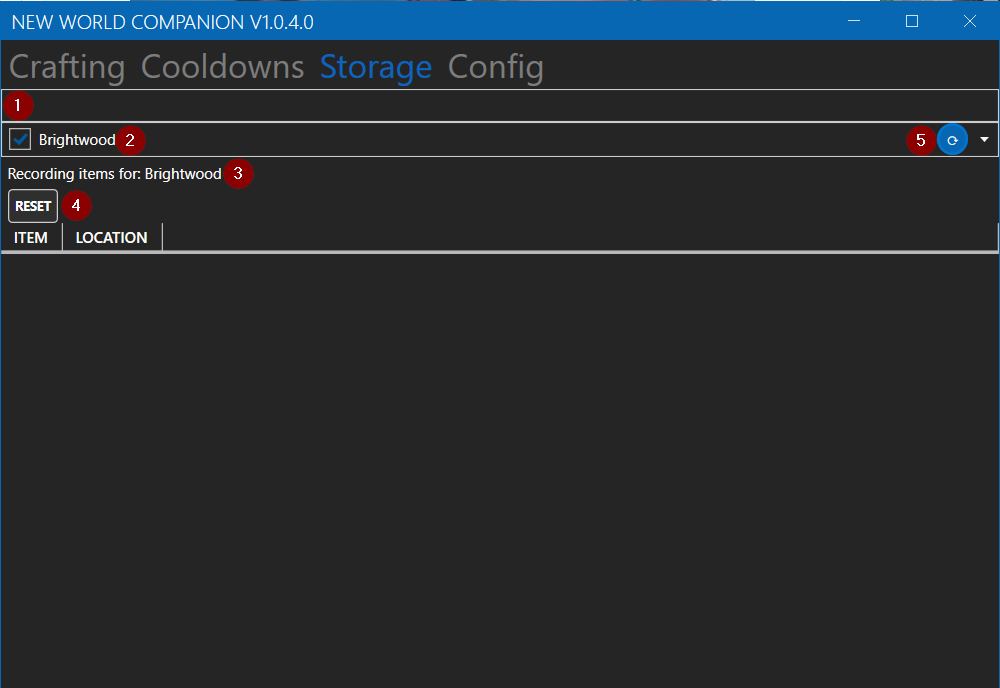 NEW WORLD COMPANION V1.0.4.0
Crafting Cooldowns Storage Config
1
Brightwood 2 5
Recording items for: Brightwood 3
RESET 4
ITEM LOCATION